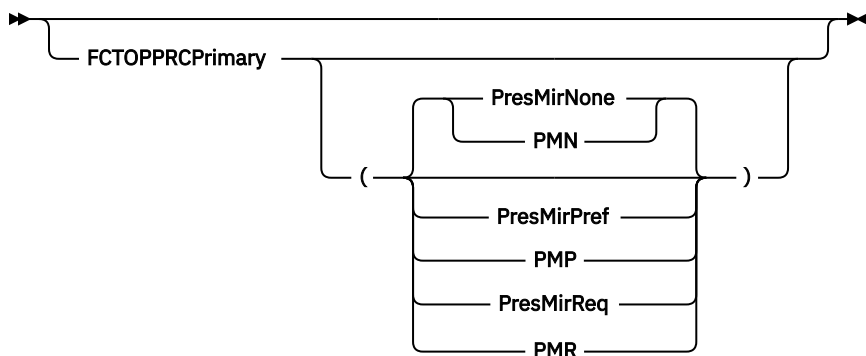 FCTOPPRCPrimary
PresMirNone
PMN
( )
PresMirPref
PMP
PresMirReq
PMR